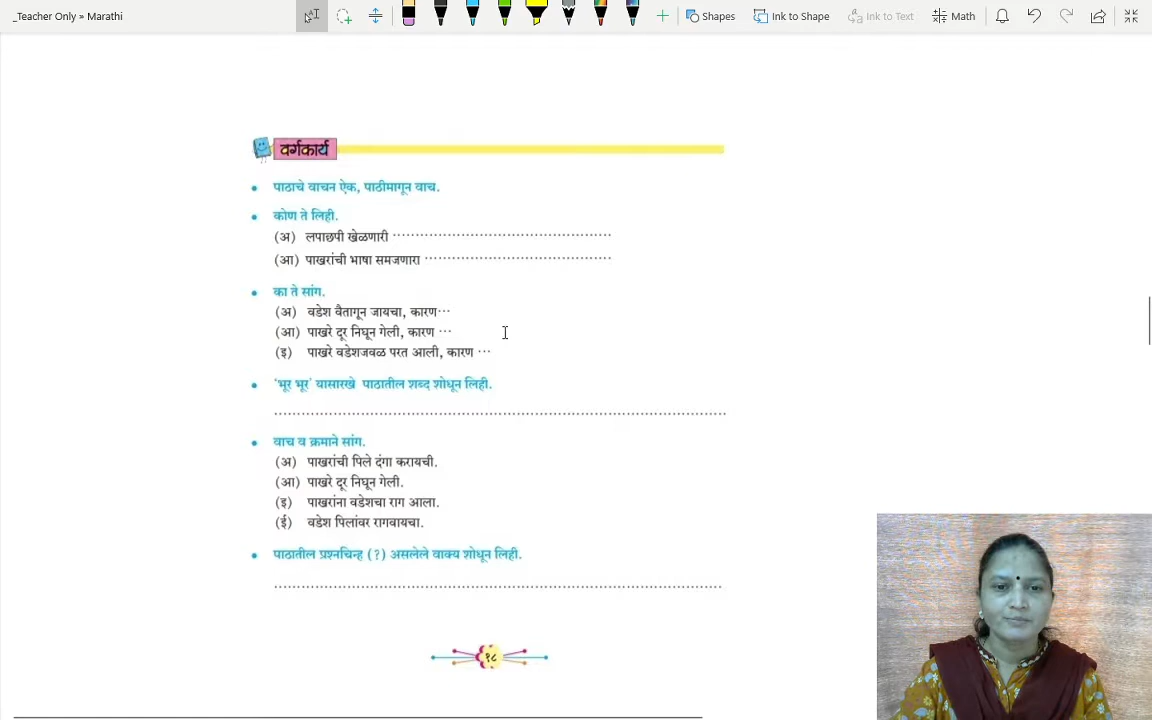 _Teacher Only » Marathi
Shapes Ink to Shape Ink to Text Math
वर्गकार्य
• पाठाचे वाचन ऐक, पाठीमागून वाच.
• कोण ते लिही.
(अ) लपाछपी खेळणारी ................................................
(आ) पाखरांची भाषा समजणारा .........................................
• का ते सांग.
(अ) वडेश वैतागून जायचा, कारण...
(आ) पाखरे दूर निघून गेली, कारण ...
(इ) पाखरे वडेशजवळ परत आली, कारण ...
• 'भूर भूर' यासारखे पाठातील शब्द शोधून लिही.
....................................................................................................
• वाच व क्रमाने सांग.
(अ) पाखरांची पिले दंगा करायची.
(आ) पाखरे दूर निघून गेली.
(इ) पाखरांना वडेशचा राग आला.
(ई) वडेश पिलांवर रागवायचा.
• पाठातील प्रश्नचिन्ह (?) असलेले वाक्य शोधून लिही.
....................................................................................................
१८